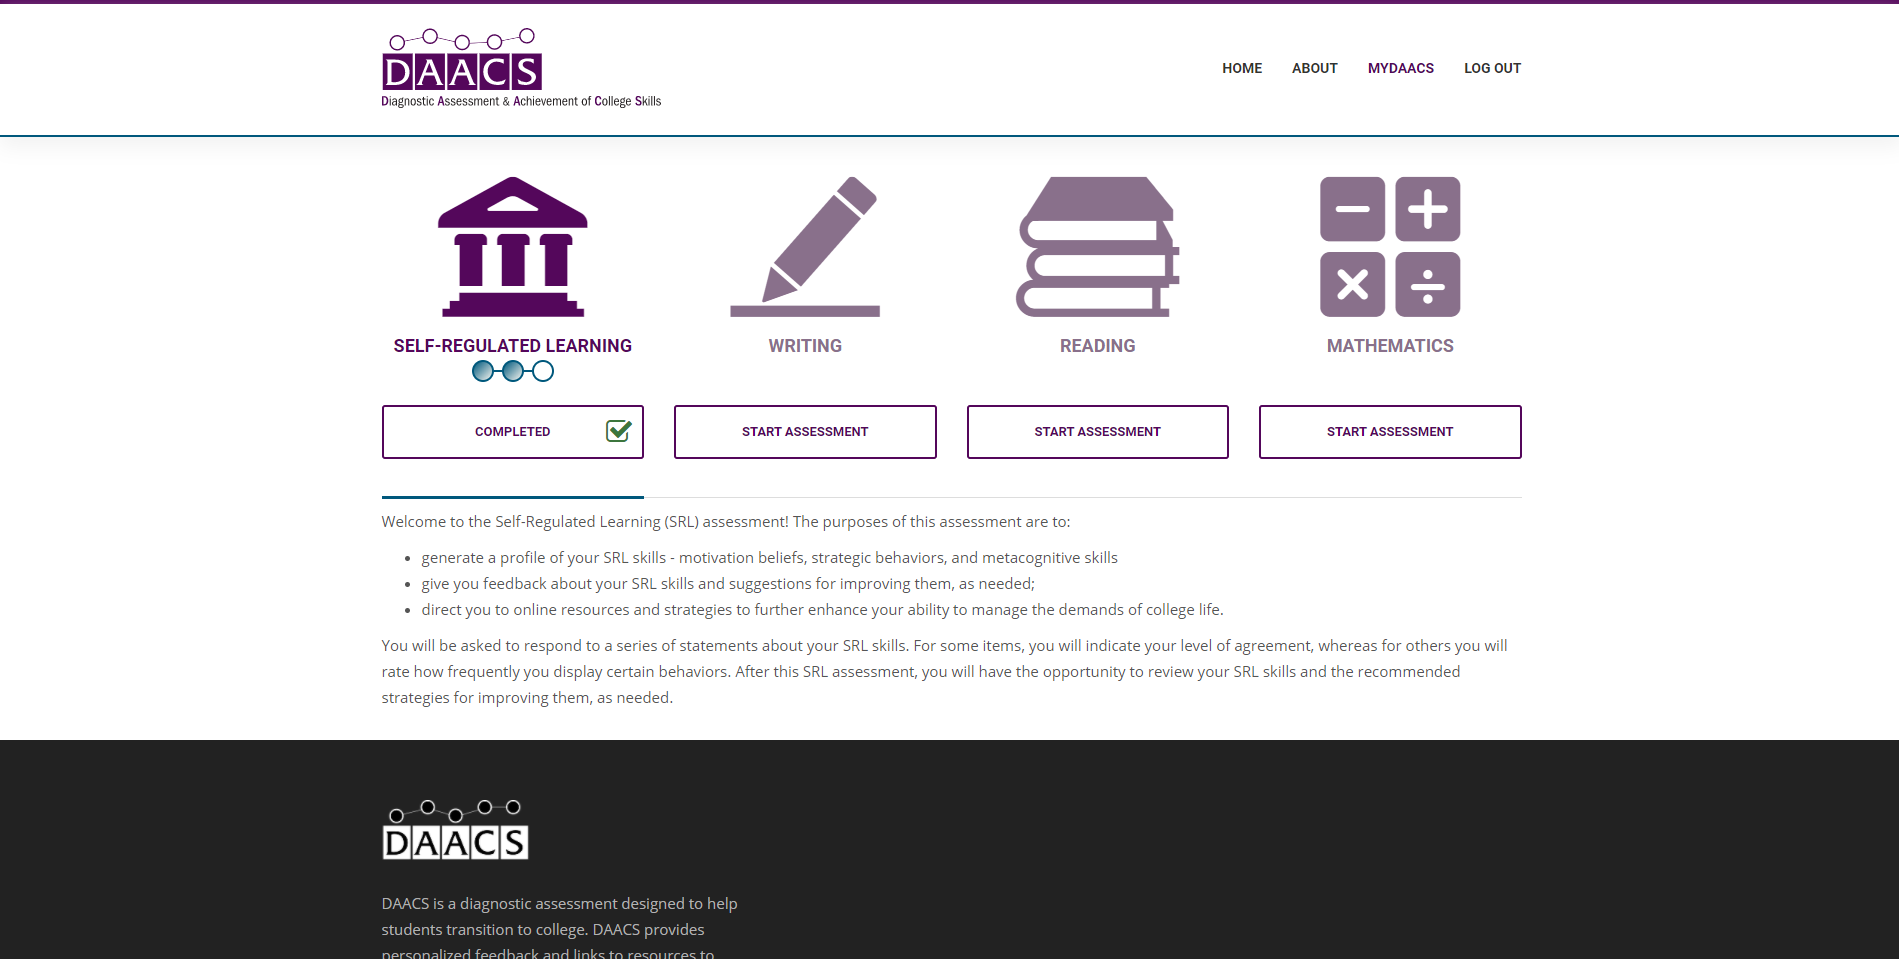 DAACS
Diagnostic Assessment & Achievement of College Skills
HOME ABOUT MYDAACS LOG OUT
SELF-REGULATED LEARNING
WRITING
READING
MATHEMATICS
COMPLETED
START ASSESSMENT
START ASSESSMENT
START ASSESSMENT
Welcome to the Self-Regulated Learning (SRL) assessment! The purposes of this assessment are to:
• generate a profile of your SRL skills - motivation beliefs, strategic behaviors, and metacognitive skills
• give you feedback about your SRL skills and suggestions for improving them, as needed;
• direct you to online resources and strategies to further enhance your ability to manage the demands of college life.
You will be asked to respond to a series of statements about your SRL skills. For some items, you will indicate your level of agreement, whereas for others you will
rate how frequently you display certain behaviors. After this SRL assessment, you will have the opportunity to review your SRL skills and the recommended
strategies for improving them, as needed.
DAACS
DAACS is a diagnostic assessment designed to help
students transition to college. DAACS provides
personalized feedback and links to resources to